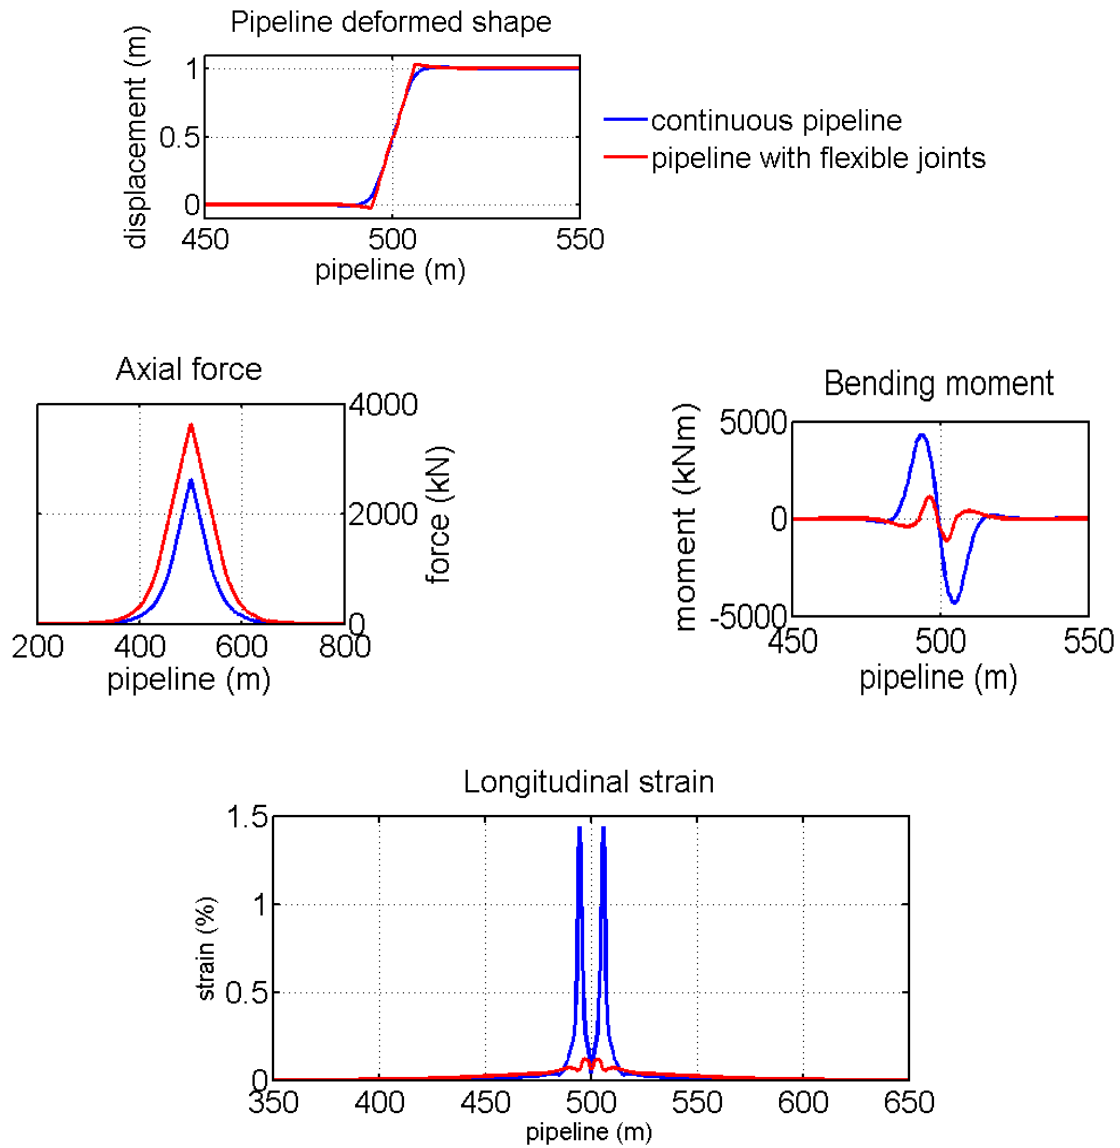 Pipeline deformed shape
displacement (m)
1
0.5
0
450 500 550
pipeline (m)
continuous pipeline
pipeline with flexible joints
Axial force
4000
2000
0
force (kN)
200 400 600 800
pipeline (m)
Bending moment
moment (kNm)
5000
0
-5000
450 500 550
pipeline (m)
Longitudinal strain
strain (%)
1.5
1
0.5
0
350 400 450 500 550 600 650
pipeline (m)